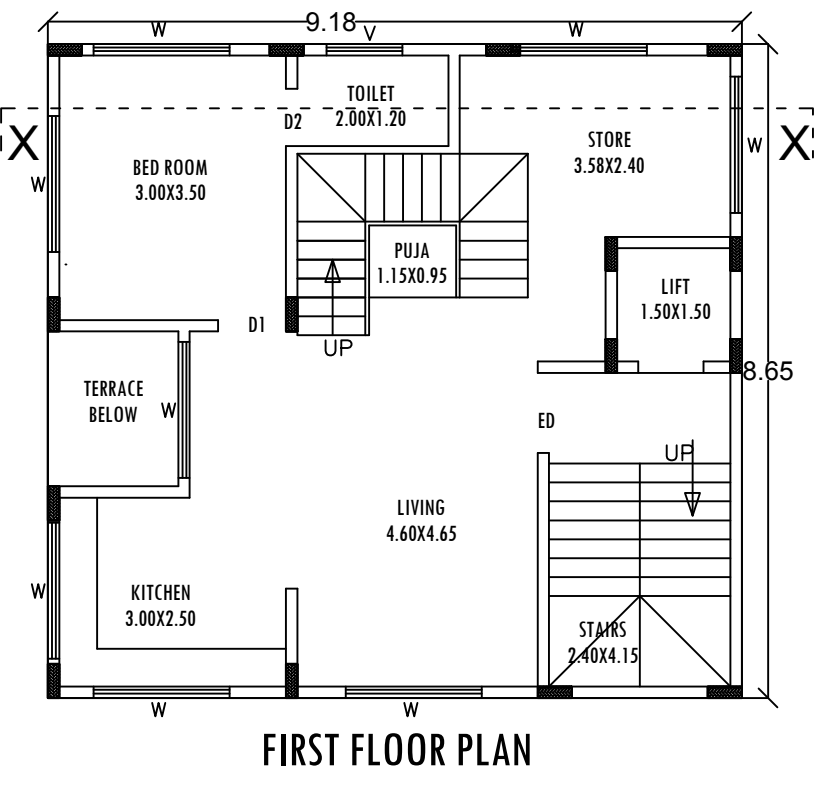 9.18
W
V
W
TOILET
2.00X1.20
D2
X
X
STORE
3.58X2.40
W
W
BED ROOM
3.00X3.50
PUJA
1.15X0.95
LIFT
1.50X1.50
D1
UP
8.65
TERRACE
BELOW
W
ED
UP
LIVING
4.60X4.65
W
KITCHEN
3.00X2.50
STAIRS
2.40X4.15
W
W
FIRST FLOOR PLAN